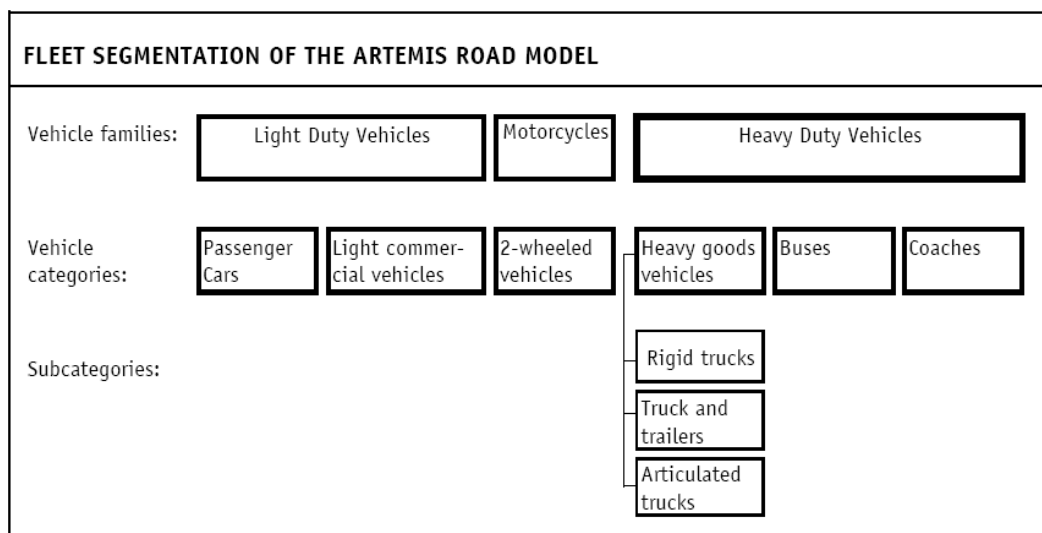 FLEET SEGMENTATION OF THE ARTEMIS ROAD MODEL
Vehicle families:
Light Duty Vehicles
Motorcycles
Heavy Duty Vehicles
Vehicle
categories:
Passenger
Cars
Light commer-
cial vehicles
2-wheeled
vehicles
Heavy goods
vehicles
Buses
Coaches
Subcategories:
Rigid trucks
Truck and
trailers
Articulated
trucks